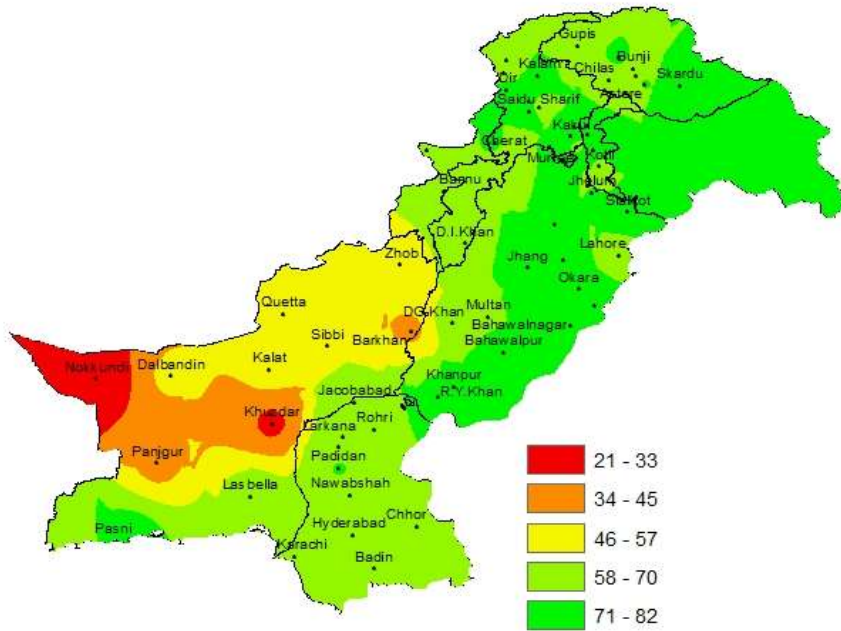 Gupis
Kalam
Bunji
Chilas
Skardu
Dir
Astore
Saidu Sharif
Kakul
Cherat
Murree
Kotli
Bannu
Jhelum
Sialkot
D.I.Khan
Lahore
Zhob
Jhang
Okara
Quetta
DG-Khan
Multan
Sibbi
Barkhan
Bahawalnagar
Bahawalpur
Nokkundi
Dalbandin
Kalat
Khanpur
Jacobabad
R.Y.Khan
Khuzdar
Larkana
Rohri
Panjgur
Padidan
21 - 33
Lasbella
Nawabshah
34 - 45
Pasni
Chhor
Hyderabad
46 - 57
Karachi
Badin
58 - 70
71 - 82